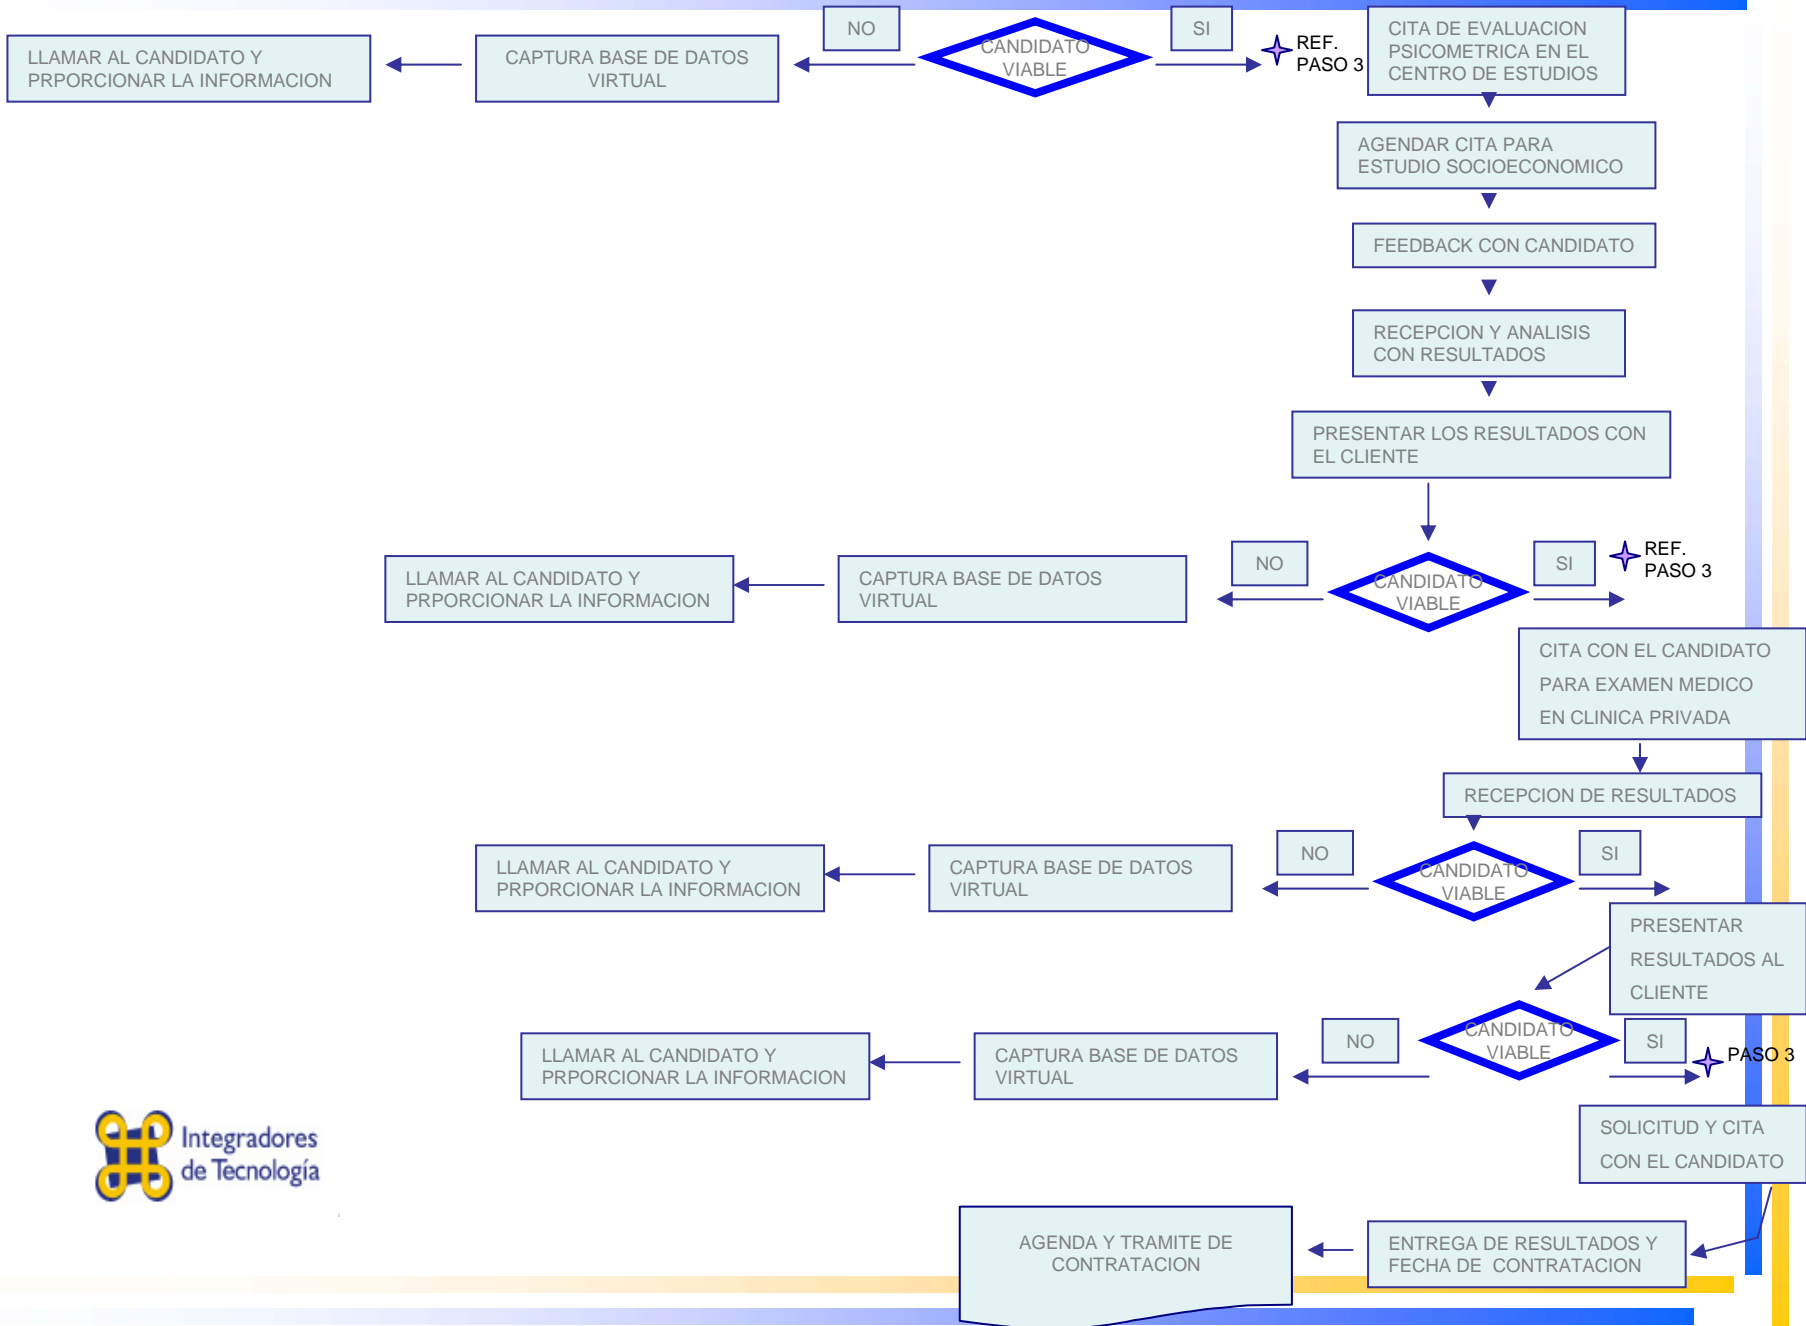 LLAMAR AL CANDIDATO Y
PRPORCIONAR LA INFORMACION
CAPTURA BASE DE DATOS
VIRTUAL
NO
CANDIDATO
VIABLE
SI
REF.
PASO 3
CITA DE EVALUACION
PSICOMETRICA EN EL
CENTRO DE ESTUDIOS
AGENDAR CITA PARA
ESTUDIO SOCIOECONOMICO
FEEDBACK CON CANDIDATO
RECEPCION Y ANALISIS
CON RESULTADOS
PRESENTAR LOS RESULTADOS CON
EL CLIENTE
LLAMAR AL CANDIDATO Y
PRPORCIONAR LA INFORMACION
CAPTURA BASE DE DATOS
VIRTUAL
NO
CANDIDATO
VIABLE
SI
REF.
PASO 3
CITA CON EL CANDIDATO
PARA EXAMEN MEDICO
EN CLINICA PRIVADA
RECEPCION DE RESULTADOS
LLAMAR AL CANDIDATO Y
PRPORCIONAR LA INFORMACION
CAPTURA BASE DE DATOS
VIRTUAL
NO
CANDIDATO
VIABLE
SI
PRESENTAR
RESULTADOS AL
CLIENTE
LLAMAR AL CANDIDATO Y
PRPORCIONAR LA INFORMACION
CAPTURA BASE DE DATOS
VIRTUAL
NO
CANDIDATO
VIABLE
SI
PASO 3
SOLICITUD Y CITA
CON EL CANDIDATO
Integradores
de Tecnología
AGENDA Y TRAMITE DE
CONTRATACION
ENTREGA DE RESULTADOS Y
FECHA DE CONTRATACION